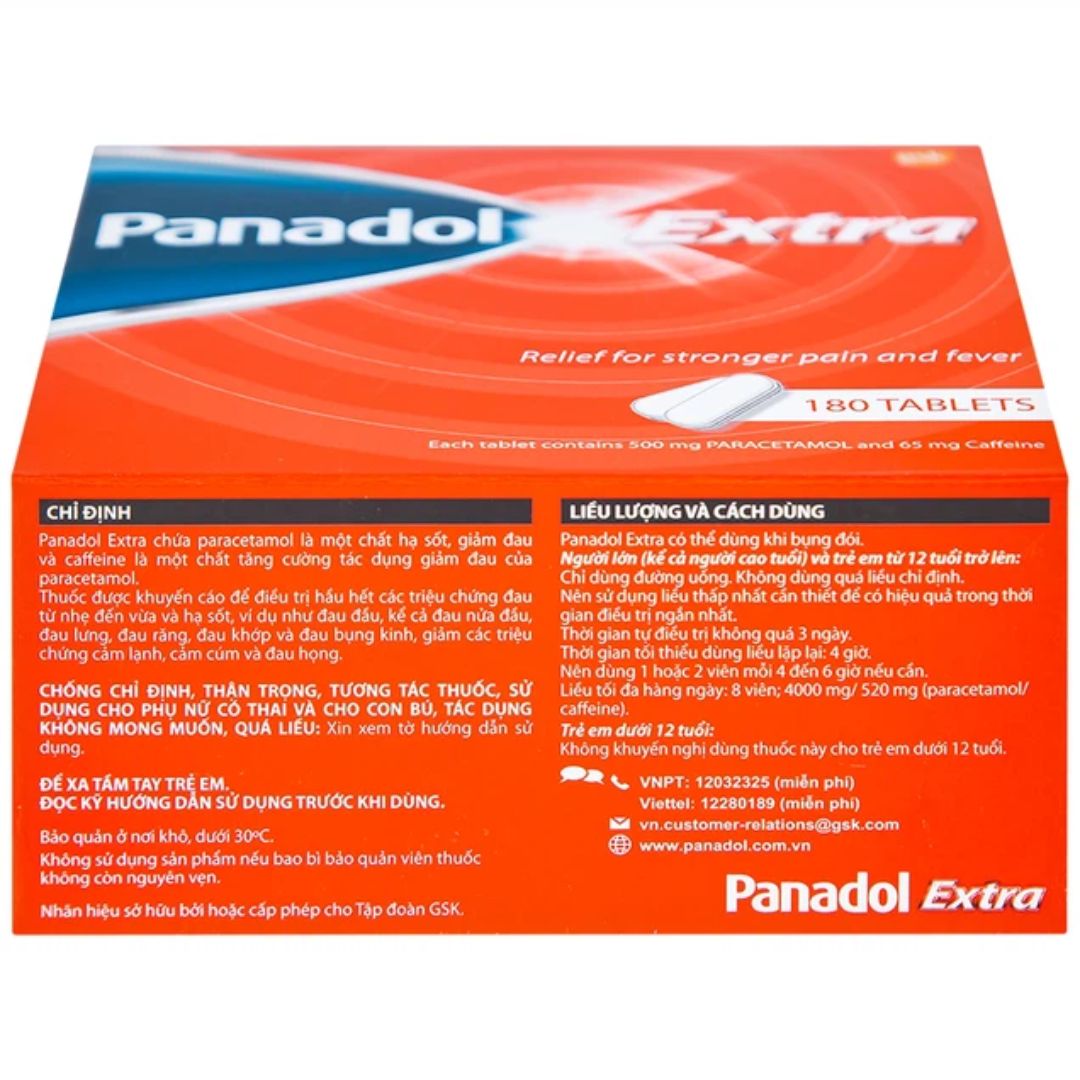 Panadol Extra
Relief for stronger pain and fever
180 TABLETS
Each tablet contains 500 mg PARACETAMOL and 65 mg Caffeine
CHỈ ĐỊNH
Panadol Extra chứa paracetamol là một chất hạ sốt, giảm đau
và caffeine là một chất tăng cường tác dụng giảm đau của
paracetamol.
Thuốc được khuyến cáo để điều trị hầu hết các triệu chứng đau
từ nhẹ đến vừa và hạ sốt, ví dụ như đau đầu, kể cả đau nửa đầu,
đau lưng, đau răng, đau khớp và đau bụng kinh, giảm các triệu
chứng cảm lạnh, cảm cúm và đau họng.
CHỐNG CHỈ ĐỊNH, THẬN TRỌNG, TƯƠNG TÁC THUỐC, SỬ
DỤNG CHO PHỤ NỮ CÓ THAI VÀ CHO CON BÚ, TÁC DỤNG
KHÔNG MONG MUỐN, QUÁ LIỀU: Xin xem tờ hướng dẫn sử
dụng.
ĐỂ XA TẦM TAY TRẺ EM.
ĐỌC KỸ HƯỚNG DẪN SỬ DỤNG TRƯỚC KHI DÙNG.
Bảo quản ở nơi khô, dưới 30ºC.
Không sử dụng sản phẩm nếu bao bì bảo quản viên thuốc
không còn nguyên vẹn.
Nhãn hiệu sở hữu bởi hoặc cấp phép cho Tập đoàn GSK.
LIỀU LƯỢNG VÀ CÁCH DÙNG
Panadol Extra có thể dùng khi bụng đói.
Người lớn (kể cả người cao tuổi) và trẻ em từ 12 tuổi trở lên:
Chỉ dùng đường uống. Không dùng quá liều chỉ định.
Nên sử dụng liều thấp nhất cần thiết để có hiệu quả trong thời
gian điều trị ngắn nhất.
Thời gian tự điều trị không quá 3 ngày.
Thời gian tối thiểu dùng liều lặp lại: 4 giờ.
Nên dùng 1 hoặc 2 viên mỗi 4 đến 6 giờ nếu cần.
Liều tối đa hàng ngày: 8 viên; 4000 mg/ 520 mg (paracetamol/
caffeine).
Trẻ em dưới 12 tuổi:
Không khuyến nghị dùng thuốc này cho trẻ em dưới 12 tuổi.
VNPT: 12032325 (miễn phí)
Viettel: 12280189 (miễn phí)
vn.customer-relations@gsk.com
www.panadol.com.vn
Panadol Extra